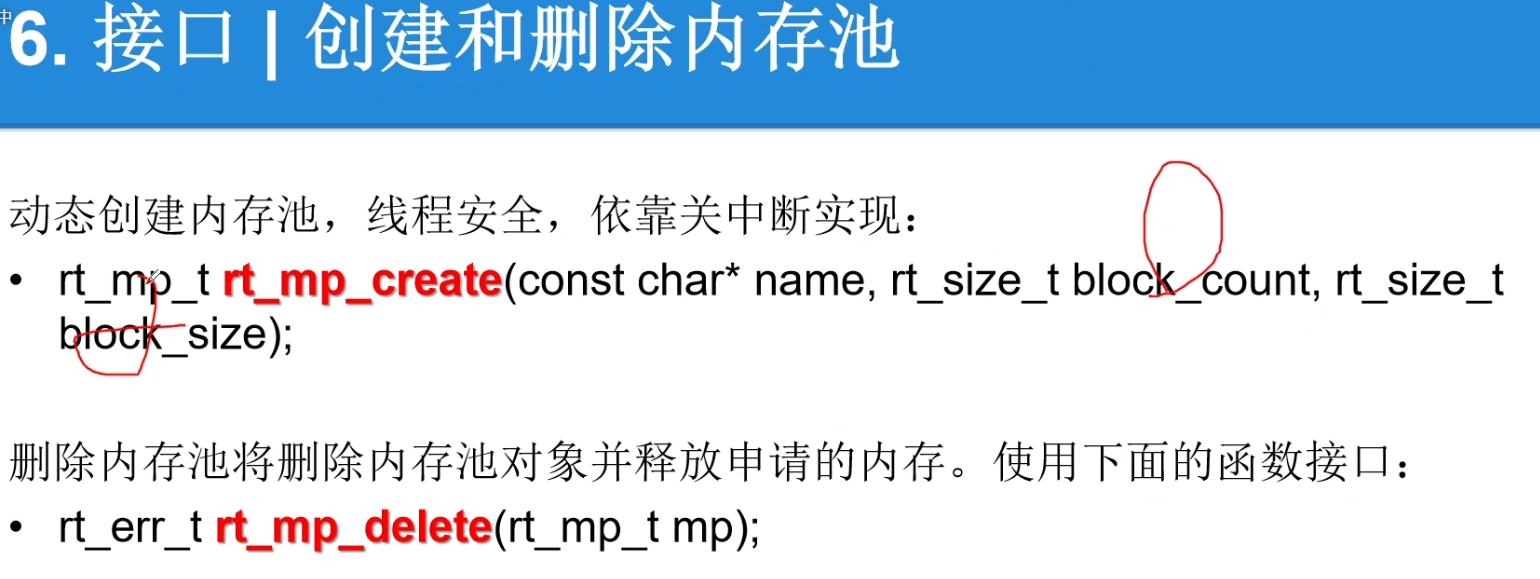 中
6. 接口 | 创建和删除内存池
动态创建内存池，线程安全，依靠关中断实现：
• rt_mp_t rt_mp_create(const char* name, rt_size_t block_count, rt_size_t
block_size);
删除内存池将删除内存池对象并释放申请的内存。使用下面的函数接口：
• rt_err_t rt_mp_delete(rt_mp_t mp);